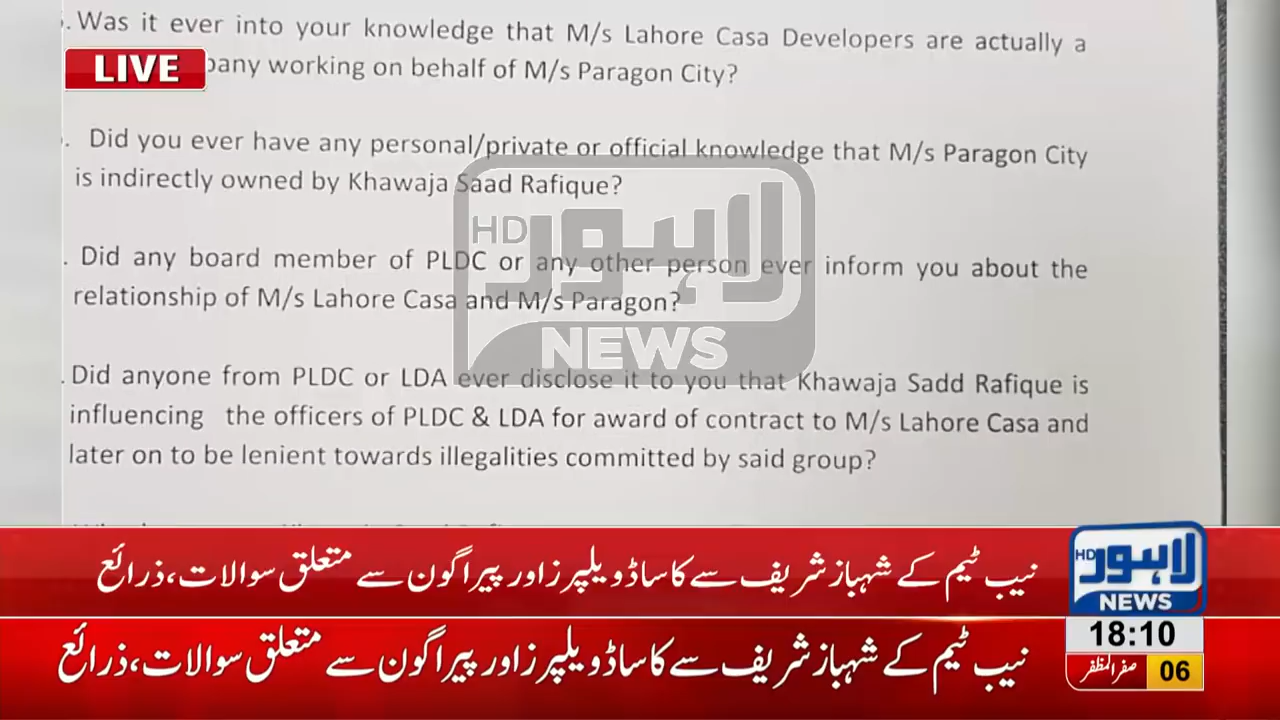 . Was it ever into your knowledge that M/s Lahore Casa Developers are actually a
LIVE
working on behalf of M/s Paragon City?
. Did you ever have any personal/private or official knowledge that M/s Paragon City
is indirectly owned by Khawaja Saad Rafique?
. Did any board member of PLDC or any other person ever inform you about the
relationship of M/s Lahore Casa and M/s Paragon?
HD
لاہور
NEWS
. Did anyone from PLDC or LDA ever disclose it to you that Khawaja Sadd Rafique is
influencing the officers of PLDC & LDA for award of contract to M/s Lahore Casa and
later on to be lenient towards illegalities committed by said group?
نیب ٹیم کے شہباز شریف سے کاسا ڈویلپرز اور پیراگون سے متعلق سوالات، ذرائع
HD
لاہور
NEWS
18:10
نیب ٹیم کے شہباز شریف سے کاسا ڈویلپرز اور پیراگون سے متعلق سوالات، ذرائع
صفرالمظفر 06